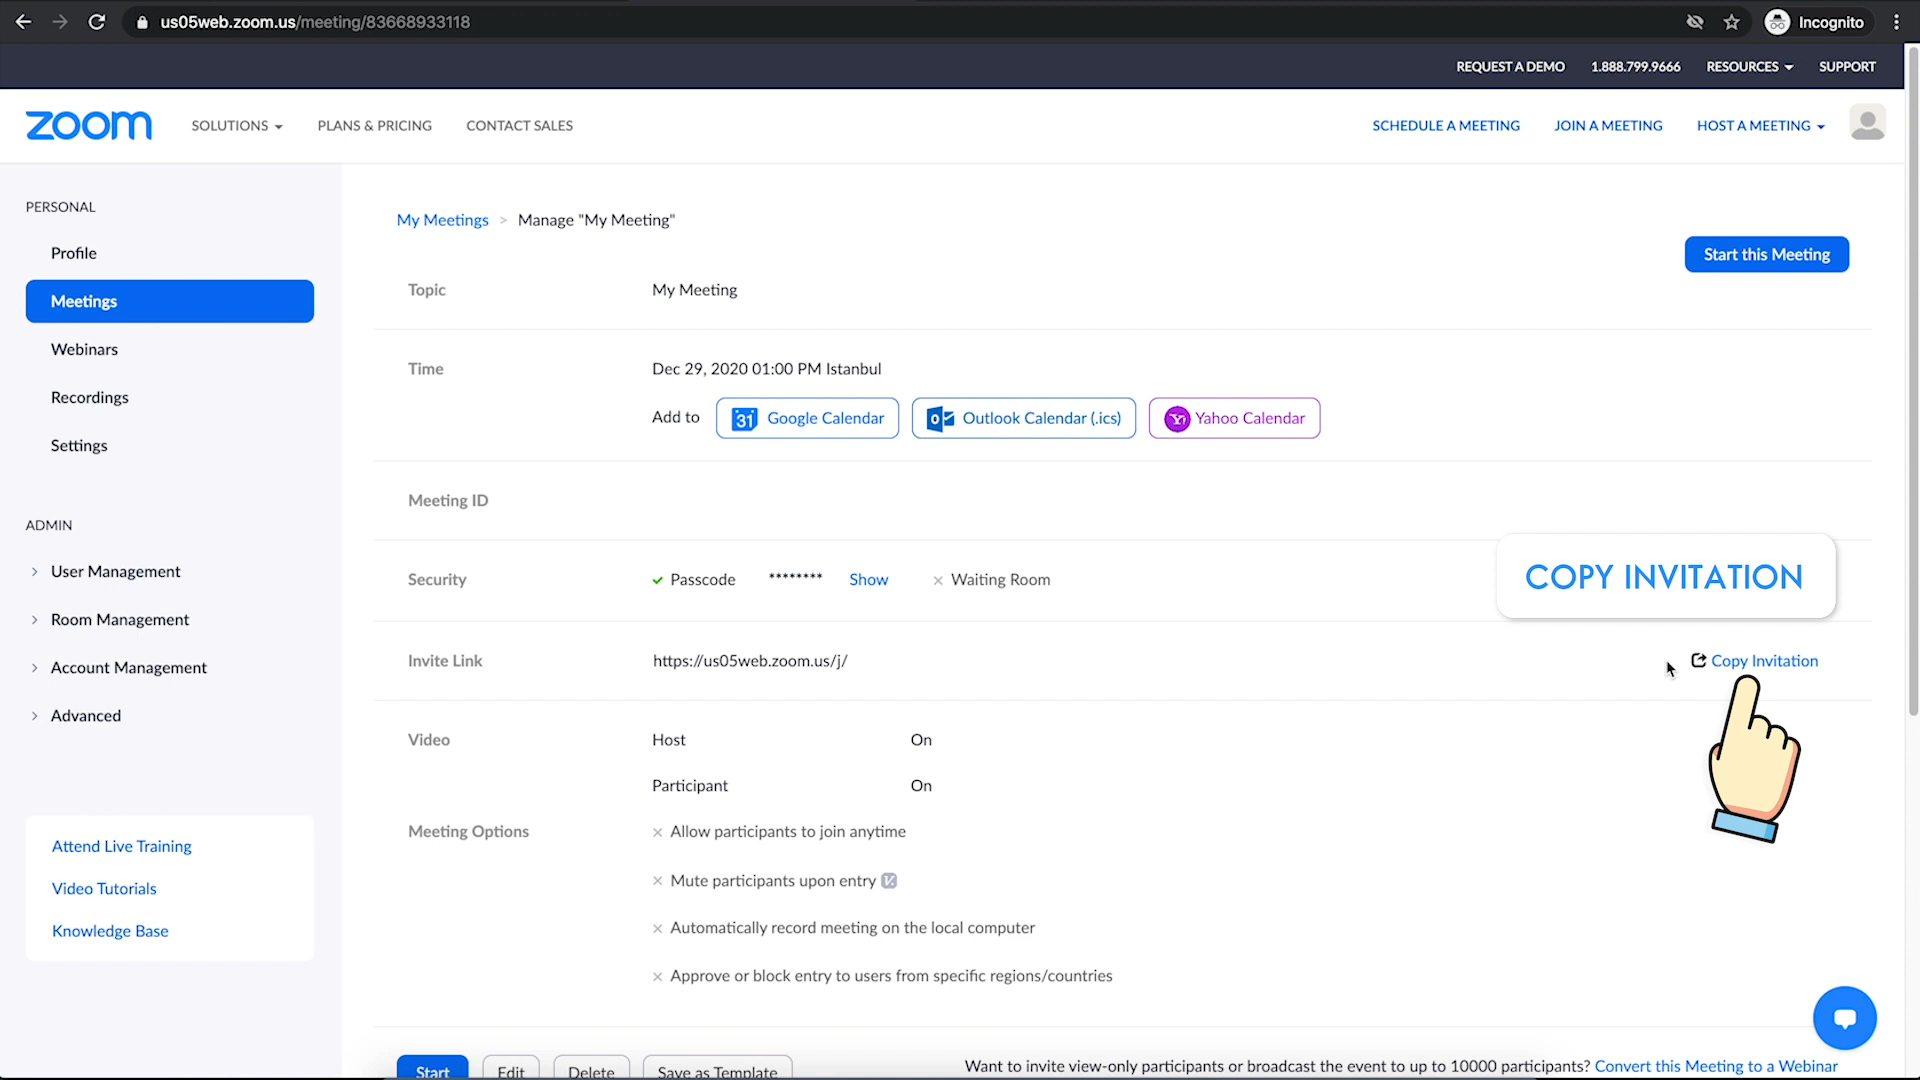 us05web.zoom.us/meeting/83668933118
Incognito
REQUEST A DEMO 1.888.799.9666 RESOURCES SUPPORT
zoom SOLUTIONS PLANS & PRICING CONTACT SALES SCHEDULE A MEETING JOIN A MEETING HOST A MEETING
PERSONAL
Profile
Meetings
Webinars
Recordings
Settings
ADMIN
User Management
Room Management
Account Management
Advanced
Attend Live Training
Video Tutorials
Knowledge Base
My Meetings > Manage "My Meeting"
Start this Meeting
Topic My Meeting
Time Dec 29, 2020 01:00 PM Istanbul
Add to 31 Google Calendar Outlook Calendar (.ics) Yahoo Calendar
Meeting ID
Security Passcode ******** Show Waiting Room
COPY INVITATION
Invite Link https://us05web.zoom.us/j/ Copy Invitation
Video Host On
Participant On
Meeting Options Allow participants to join anytime
Mute participants upon entry
Automatically record meeting on the local computer
Approve or block entry to users from specific regions/countries
Start Edit Delete Save as Template Want to invite view-only participants or broadcast the event to up to 10000 participants? Convert this Meeting to a Webinar